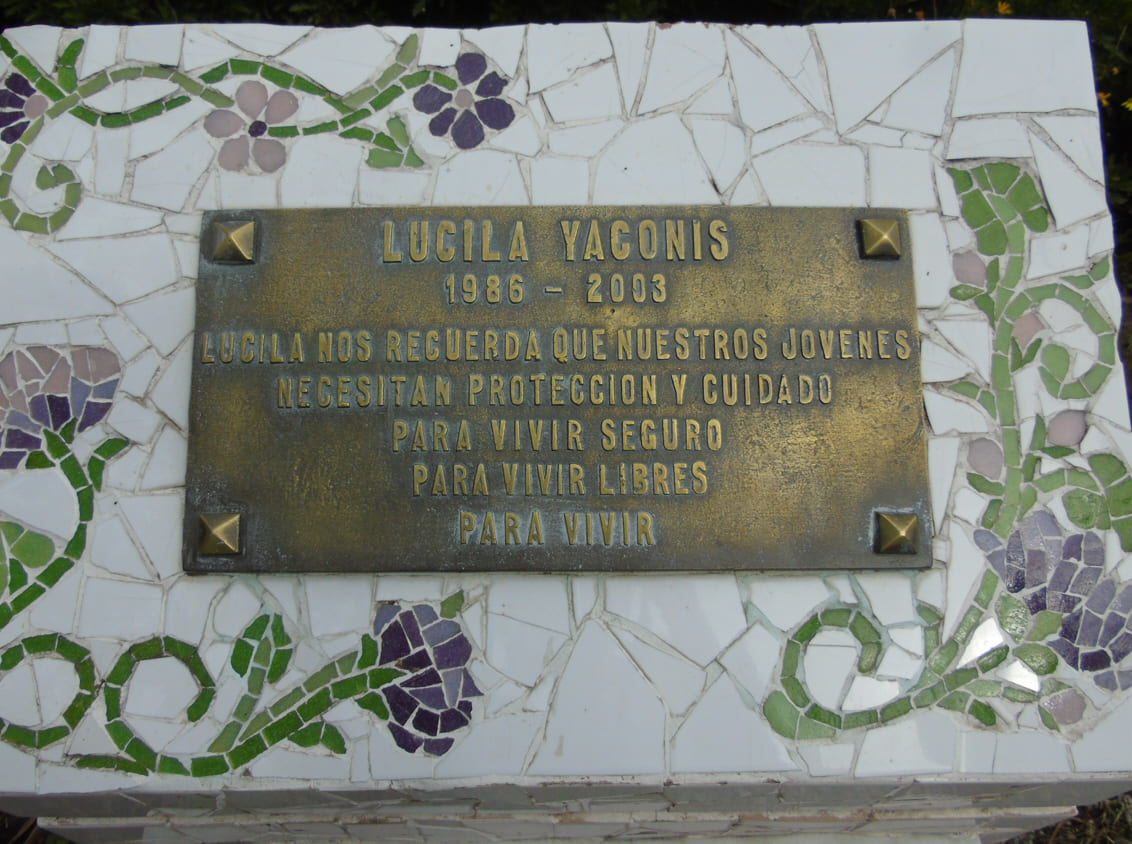 LUCILA YACONIS
1986 - 2003
LUCILA NOS RECUERDA QUE NUESTROS JOVENES
NECESITAN PROTECCION Y CUIDADO
PARA VIVIR SEGURO
PARA VIVIR LIBRES
PARA VIVIR